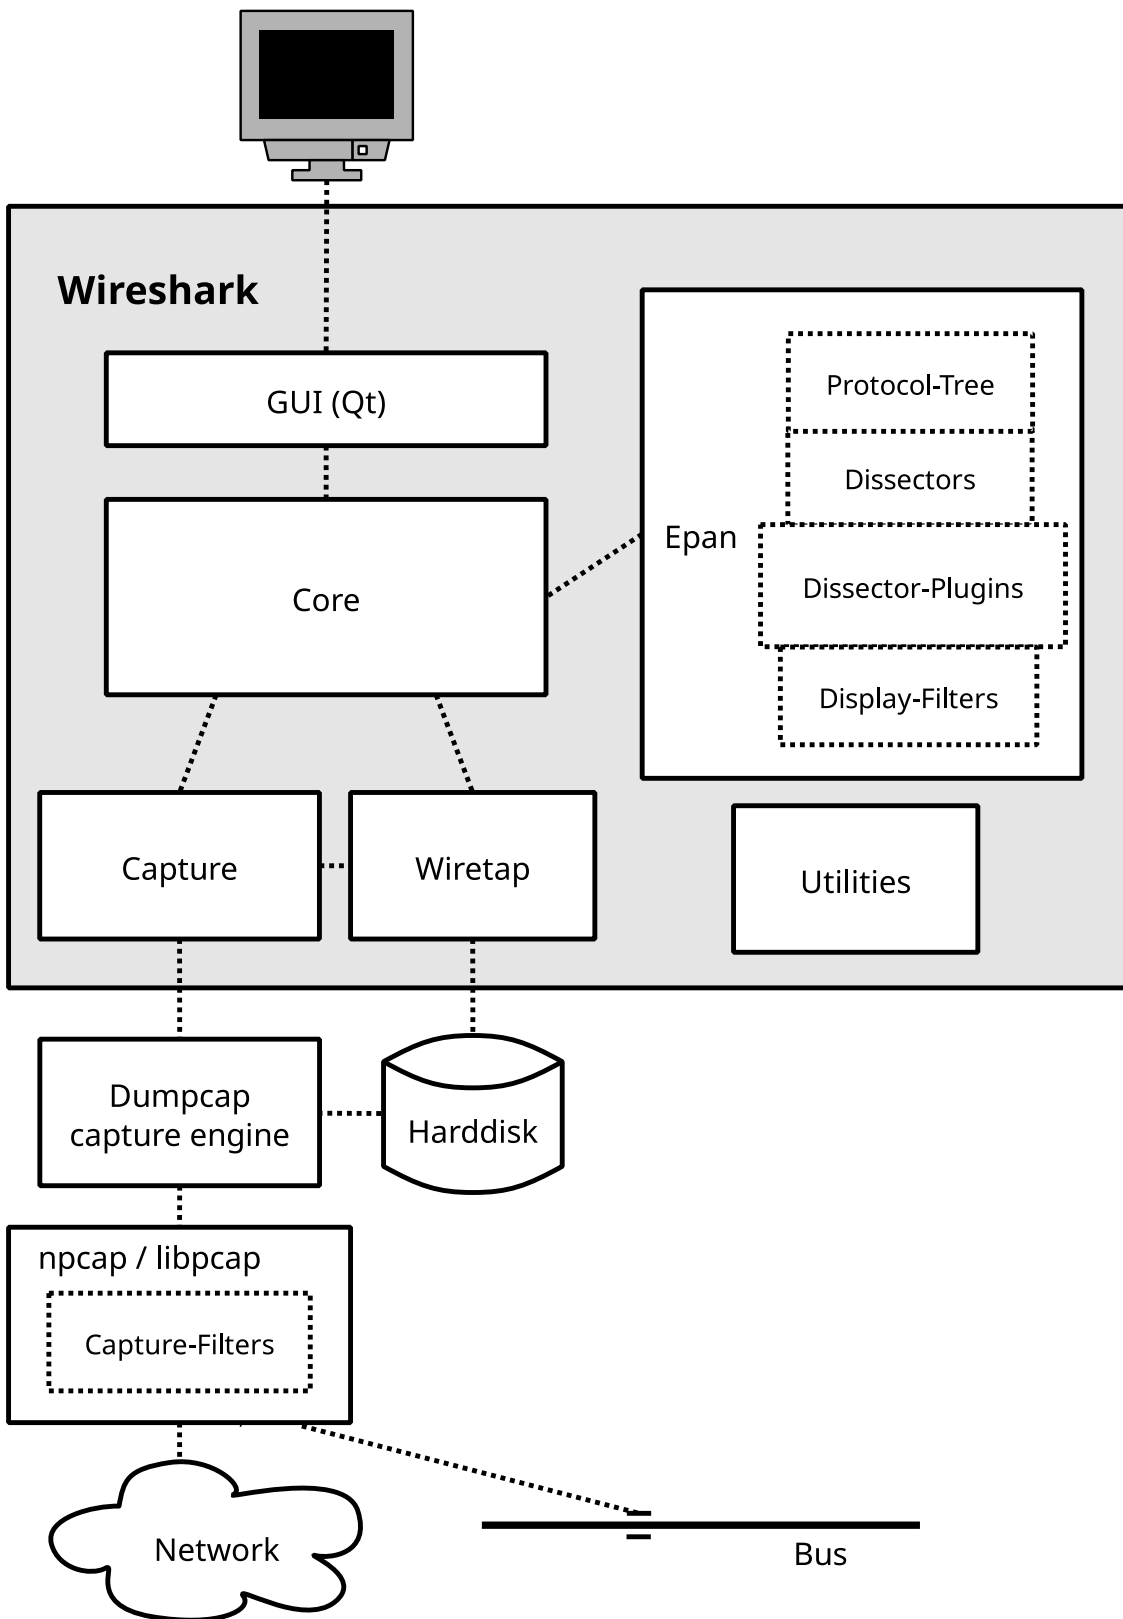 Wireshark
GUI (Qt)
Core
Epan
Protocol-Tree
Dissectors
Dissector-Plugins
Display-Filters
Capture
Wiretap
Utilities
Dumpcap
capture engine
Harddisk
npcap / libpcap
Capture-Filters
Network
Bus